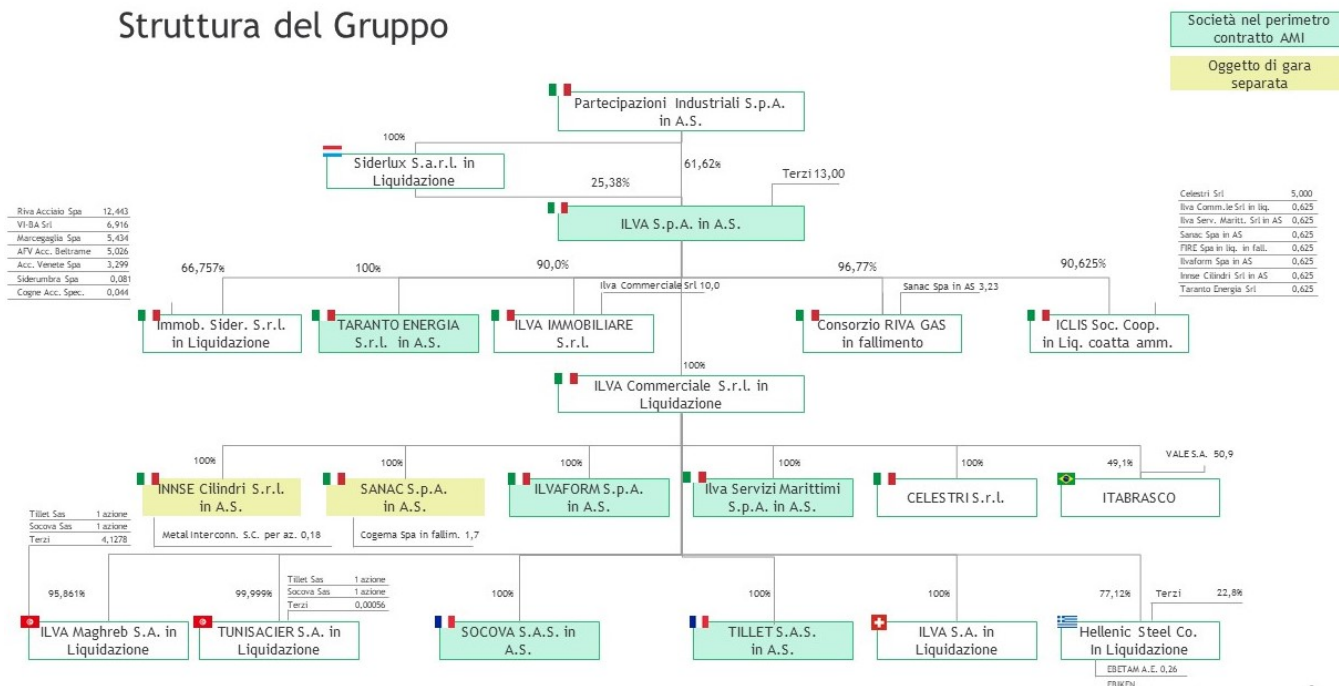 Struttura del Gruppo
Società nel perimetro
contratto AMI
Oggetto di gara
separata
Partecipazioni Industriali S.p.A.
in A.S.
100%
Siderlux S.a.r.l. in
Liquidazione
61,62%
25,38%
Terzi 13,00
ILVA S.p.A. in A.S.
Riva Acciaio Spa 12,443
VI-BA Srl 6,916
Marcegaglia Spa 5,434
AFV Acc. Beltrame 5,026
Acc. Venete Spa 3,299
Siderumbra Spa 0,081
Cogne Acc. Spec. 0,044
Celestri Srl 5,000
Ilva Comm.le Srl in liq. 0,625
Ilva Serv. Maritt. Srl in AS 0,625
Sanac Spa in AS 0,625
FIRE Spa in liq. in fall. 0,625
Ilvaform Spa in AS 0,625
Innse Cilindri Srl in AS 0,625
Taranto Energia Srl 0,625
66,757%
100%
90,0%
96,77%
90,625%
Ilva Commerciale Srl 10,0
Sanac Spa in AS 3,23
Immob. Sider. S.r.l.
in Liquidazione
TARANTO ENERGIA
S.r.l. in A.S.
ILVA IMMOBILIARE
S.r.l.
Consorzio RIVA GAS
in fallimento
ICLIS Soc. Coop.
in Liq. coatta amm.
100%
ILVA Commerciale S.r.l. in
Liquidazione
100%
100%
100%
100%
100%
49,1%
VALE S.A. 50,9
INNSE Cilindri S.r.l.
in A.S.
SANAC S.p.A.
in A.S.
ILVAFORM S.p.A.
in A.S.
Ilva Servizi Marittimi
S.p.A. in A.S.
CELESTRI S.r.l.
ITABRASCO
Metal Interconn. S.C. per az. 0,18
Cogema Spa in fallim. 1,7
Tillet Sas 1 azione
Socova Sas 1 azione
Terzi 4,1278
95,861%
99,999%
Tillet Sas 1 azione
Socova Sas 1 azione
Terzi 0,00056
100%
100%
100%
77,12%
Terzi 22,8%
ILVA Maghreb S.A. in
Liquidazione
TUNISACIER S.A. in
Liquidazione
SOCOVA S.A.S. in
A.S.
TILLET S.A.S.
in A.S.
ILVA S.A. in
Liquidazione
Hellenic Steel Co.
In Liquidazione
EBETAM A.E. 0,26